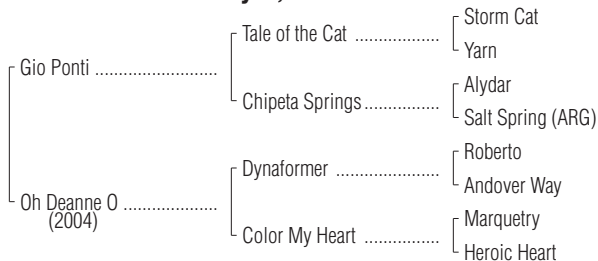 Storm Cat
Tale of the Cat ..................
Yarn
Gio Ponti ..........................
Alydar
Chipeta Springs ................
Salt Spring (ARG)
Roberto
Dynaformer ......................
Andover Way
Oh Deanne O ....................
(2004)
Marquetry
Color My Heart ................
Heroic Heart